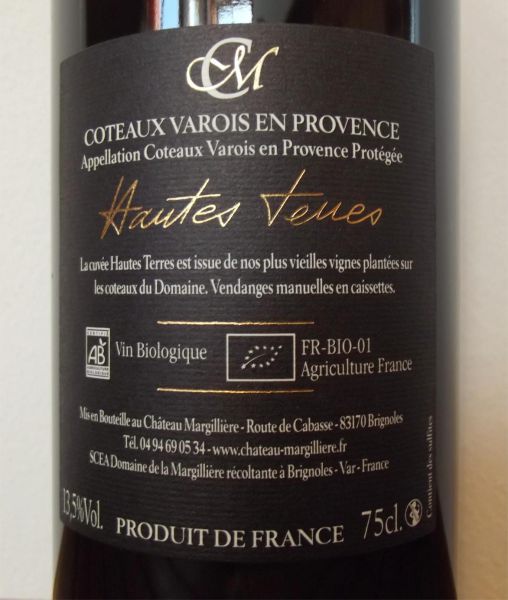 CM
COTEAUX VAROIS EN PROVENCE
Appellation Coteaux Varois en Provence Protégée
Hautes Terres
La cuvée Hautes Terres est issue de nos plus vieilles vignes plantées sur
les coteaux du Domaine. Vendanges manuelles en caissettes.
AB Vin Biologique
FR-BIO-01
Agriculture France
Mis en Bouteille au Château Margillière - Route de Cabasse - 83170 Brignoles
Tél. 04 94 69 05 34 - www.chateau-margilliere.fr
SCEA Domaine de la Margillière récoltante à Brignoles - Var - France
13,5%Vol. PRODUIT DE FRANCE 75cl.
Contient des sulfites